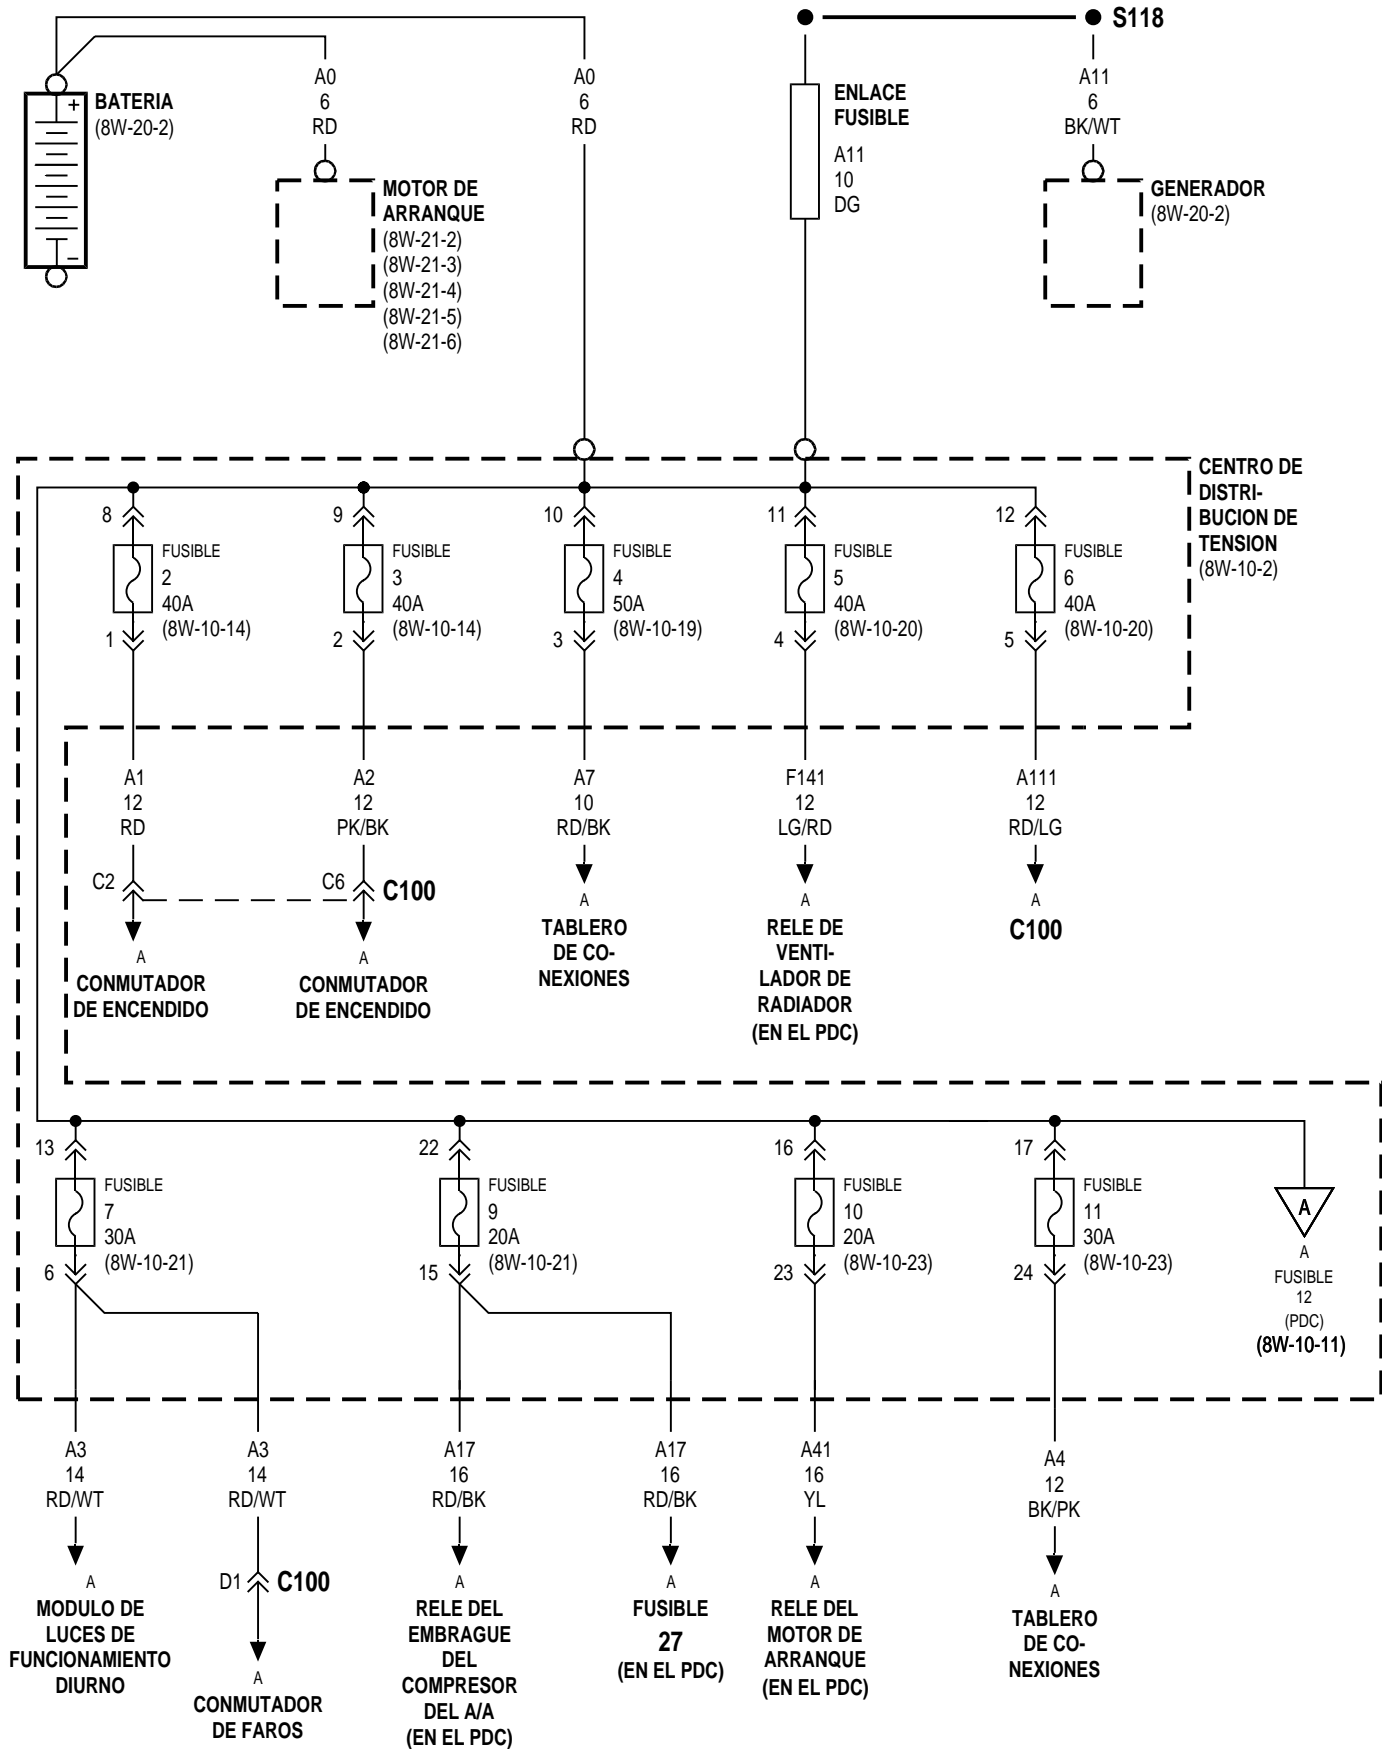 S118
A0
6
RD
A0
6
RD
BATERIA
(8W-20-2)
+
–
ENLACE
FUSIBLE
A11
10
DG
A11
6
BK/WT
MOTOR DE
ARRANQUE
(8W-21-2)
(8W-21-3)
(8W-21-4)
(8W-21-5)
(8W-21-6)
GENERADOR
(8W-20-2)
CENTRO DE
DISTRI-
BUCION DE
TENSION
(8W-10-2)
8
FUSIBLE
2
40A
(8W-10-14)
1
9
FUSIBLE
3
40A
(8W-10-14)
2
10
FUSIBLE
4
50A
(8W-10-19)
3
11
FUSIBLE
5
40A
(8W-10-20)
4
12
FUSIBLE
6
40A
(8W-10-20)
5
A1
12
RD
C2
A
CONMUTADOR
DE ENCENDIDO
A2
12
PK/BK
C6
C100
A
CONMUTADOR
DE ENCENDIDO
A7
10
RD/BK
A
TABLERO
DE CO-
NEXIONES
F141
12
LG/RD
A
RELE DE
VENTI-
LADOR DE
RADIADOR
(EN EL PDC)
A111
12
RD/LG
A
C100
13
FUSIBLE
7
30A
(8W-10-21)
6
22
FUSIBLE
9
20A
(8W-10-21)
15
16
FUSIBLE
10
20A
(8W-10-23)
23
17
FUSIBLE
11
30A
(8W-10-23)
24
A
A
FUSIBLE
12
(PDC)
(8W-10-11)
A3
14
RD/WT
A
MODULO DE
LUCES DE
FUNCIONAMIENTO
DIURNO
A3
14
RD/WT
D1
C100
A
CONMUTADOR
DE FAROS
A17
16
RD/BK
A
RELE DEL
EMBRAGUE
DEL
COMPRESOR
DEL A/A
(EN EL PDC)
A17
16
RD/BK
A
FUSIBLE
27
(EN EL PDC)
A41
16
YL
A
RELE DEL
MOTOR DE
ARRANQUE
(EN EL PDC)
A4
12
BK/PK
A
TABLERO
DE CO-
NEXIONES